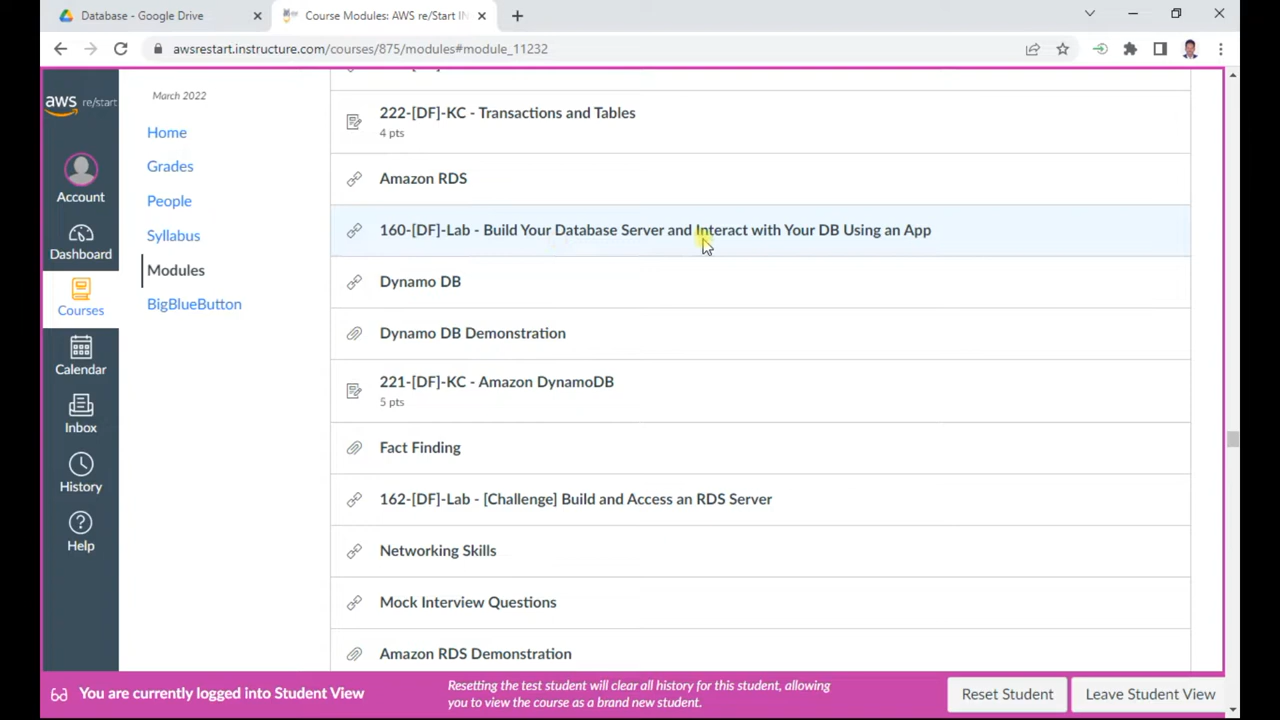 Database - Google Drive
Course Modules: AWS re/Start IN
awsrestart.instructure.com/courses/875/modules#module_11232
aws re/start
Account
Dashboard
Courses
Calendar
Inbox
History
Help
March 2022
Home
Grades
People
Syllabus
Modules
BigBlueButton
222-[DF]-KC - Transactions and Tables
4 pts
Amazon RDS
160-[DF]-Lab - Build Your Database Server and Interact with Your DB Using an App
Dynamo DB
Dynamo DB Demonstration
221-[DF]-KC - Amazon DynamoDB
5 pts
Fact Finding
162-[DF]-Lab - [Challenge] Build and Access an RDS Server
Networking Skills
Mock Interview Questions
Amazon RDS Demonstration
You are currently logged into Student View
Resetting the test student will clear all history for this student, allowing
you to view the course as a brand new student.
Reset Student
Leave Student View